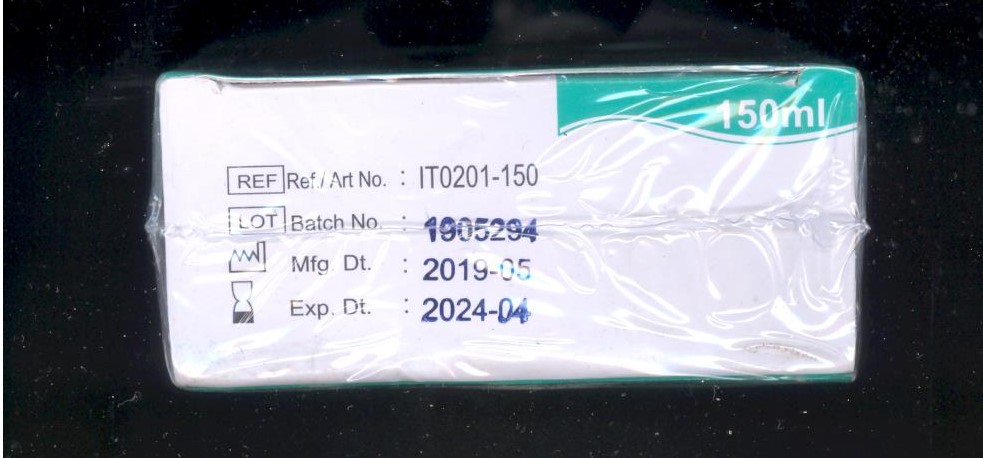 150ml
REF Ref./ Art No. : IT0201-150
LOT Batch No. : 1905294
Mfg. Dt. : 2019-05
Exp. Dt. : 2024-04